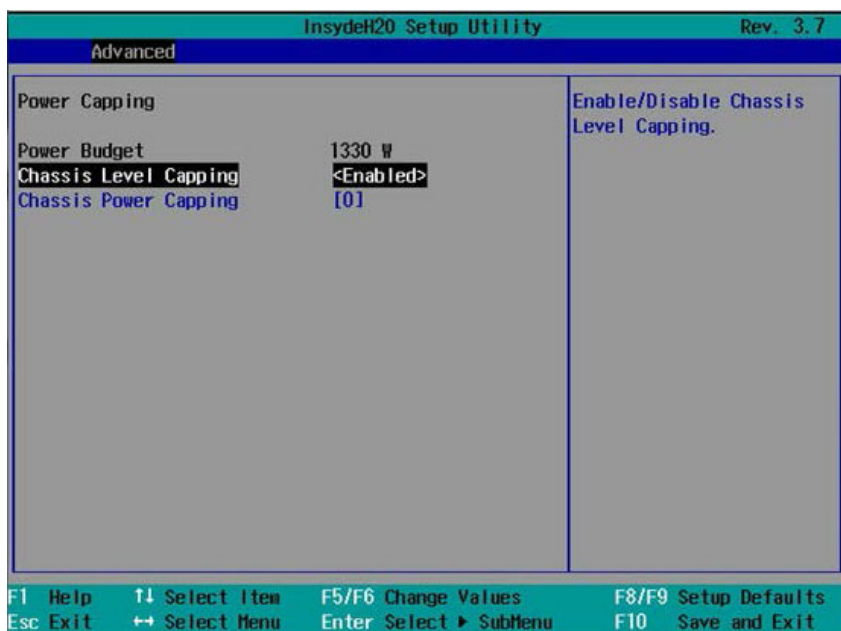 InsydeH20 Setup Utility Rev. 3.7
Advanced
Power Capping
Power Budget 1330 W
Chassis Level Capping <Enabled>
Chassis Power Capping [0]
Enable/Disable Chassis
Level Capping.
F1 Help ↑↓ Select Item F5/F6 Change Values F8/F9 Setup Defaults
Esc Exit ↔ Select Menu Enter Select ▶ SubMenu F10 Save and Exit